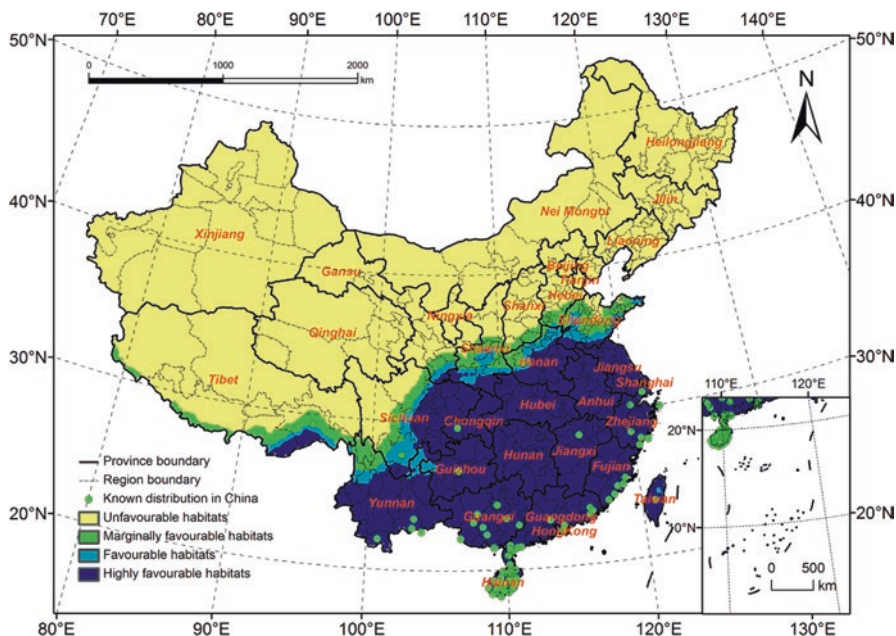 70°E 80°E 90°E 100°E 110°E 120°E 130°E 140°E
50°N 50°N
0 1000 2000
km
N
Heilongjiang
40°N 40°N
Jilin
Nei Mongol
Liaoning
Xinjiang
Beijing
Gansu
Tianjin
Hebei
Shanxi
Ningxia
Shandong
Qinghai
Shaanxi
30°N 30°N
Henan
Jiangsu
Tibet
Shanghai
Anhui
110°E 120°E
Hubei
Sichuan
Chongqin
Zhejiang
20°N
Province boundary
Hunan
Jiangxi
Guizhou
Fujian
Region boundary
Known distribution in China
Taiwan
Yunnan
20°N 20°N
Unfavourable habitats
Guangxi
Guangdong
10°N
Marginally favourable habitats
HongKong
Favourable habitats
0 500
km
Highly favourable habitats
Hainan
80°E 90°E 100°E 110°E 120°E 130°E